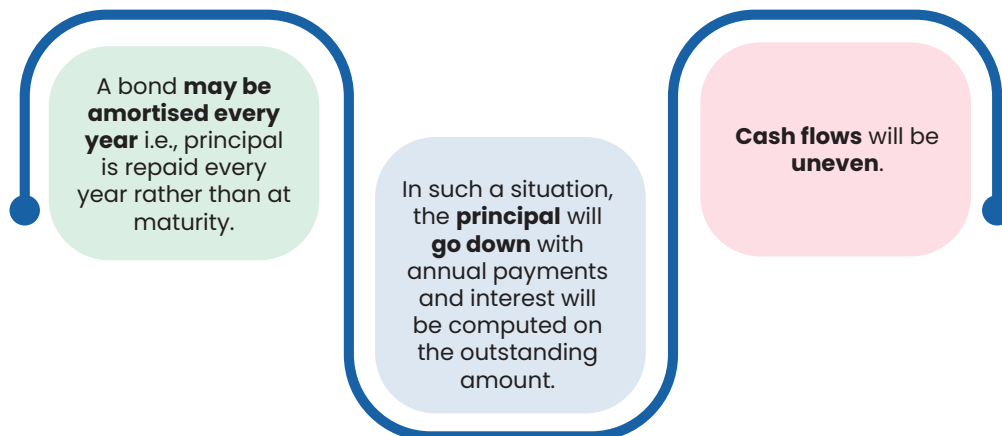 A bond may be
amortised every
year i.e., principal
is repaid every
year rather than at
maturity.
In such a situation,
the principal will
go down with
annual payments
and interest will
be computed on
the outstanding
amount.
Cash flows will be
uneven.